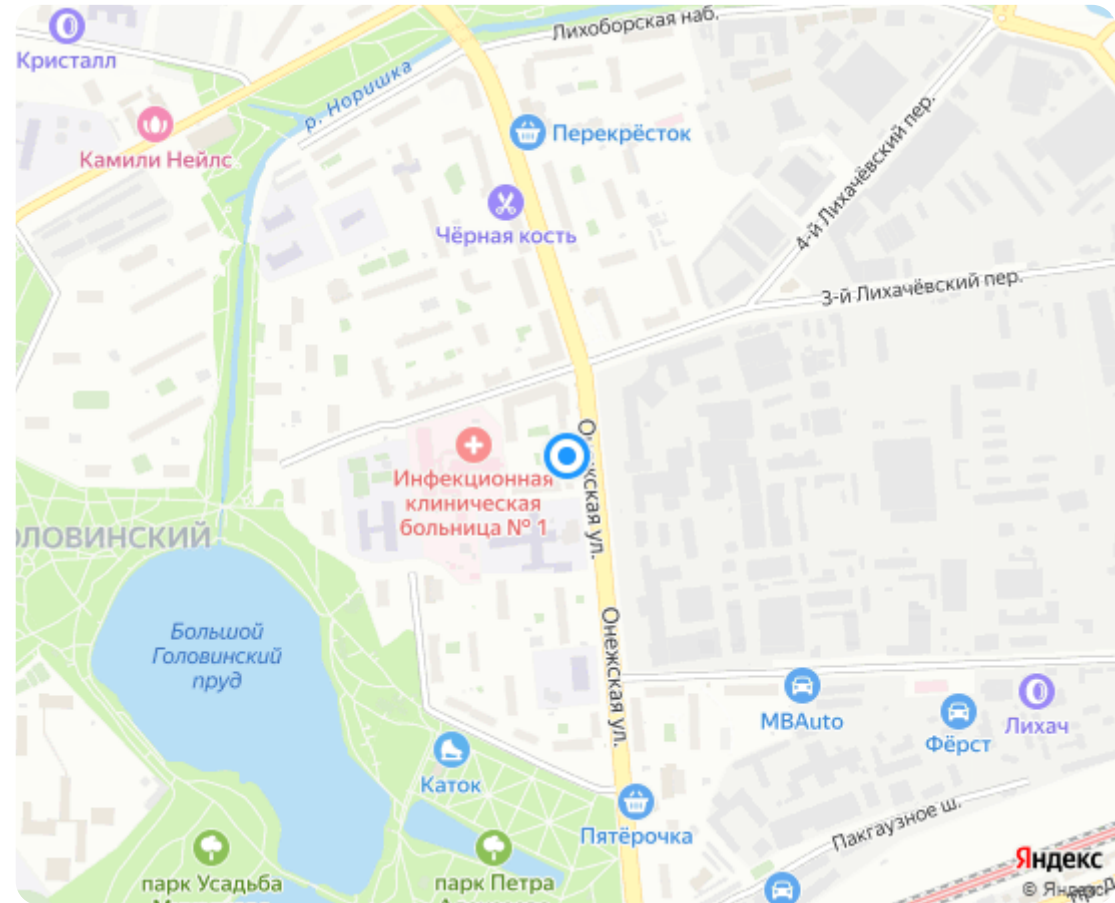 Лихоборская наб.
Кристалл
р. Норишка
Перекрёсток
Камили Нейлс
4-й Лихачёвский пер.
Чёрная кость
3-й Лихачёвский пер.
Инфекционная
клиническая
больница № 1
Онежская ул.
Большой
Головинский
пруд
Онежская ул.
MBAuto
Фёрст
Лихач
Каток
Пятёрочка
Пакгаузное ш.
Яндекс
парк Усадьба
парк Петра
© Яндекс